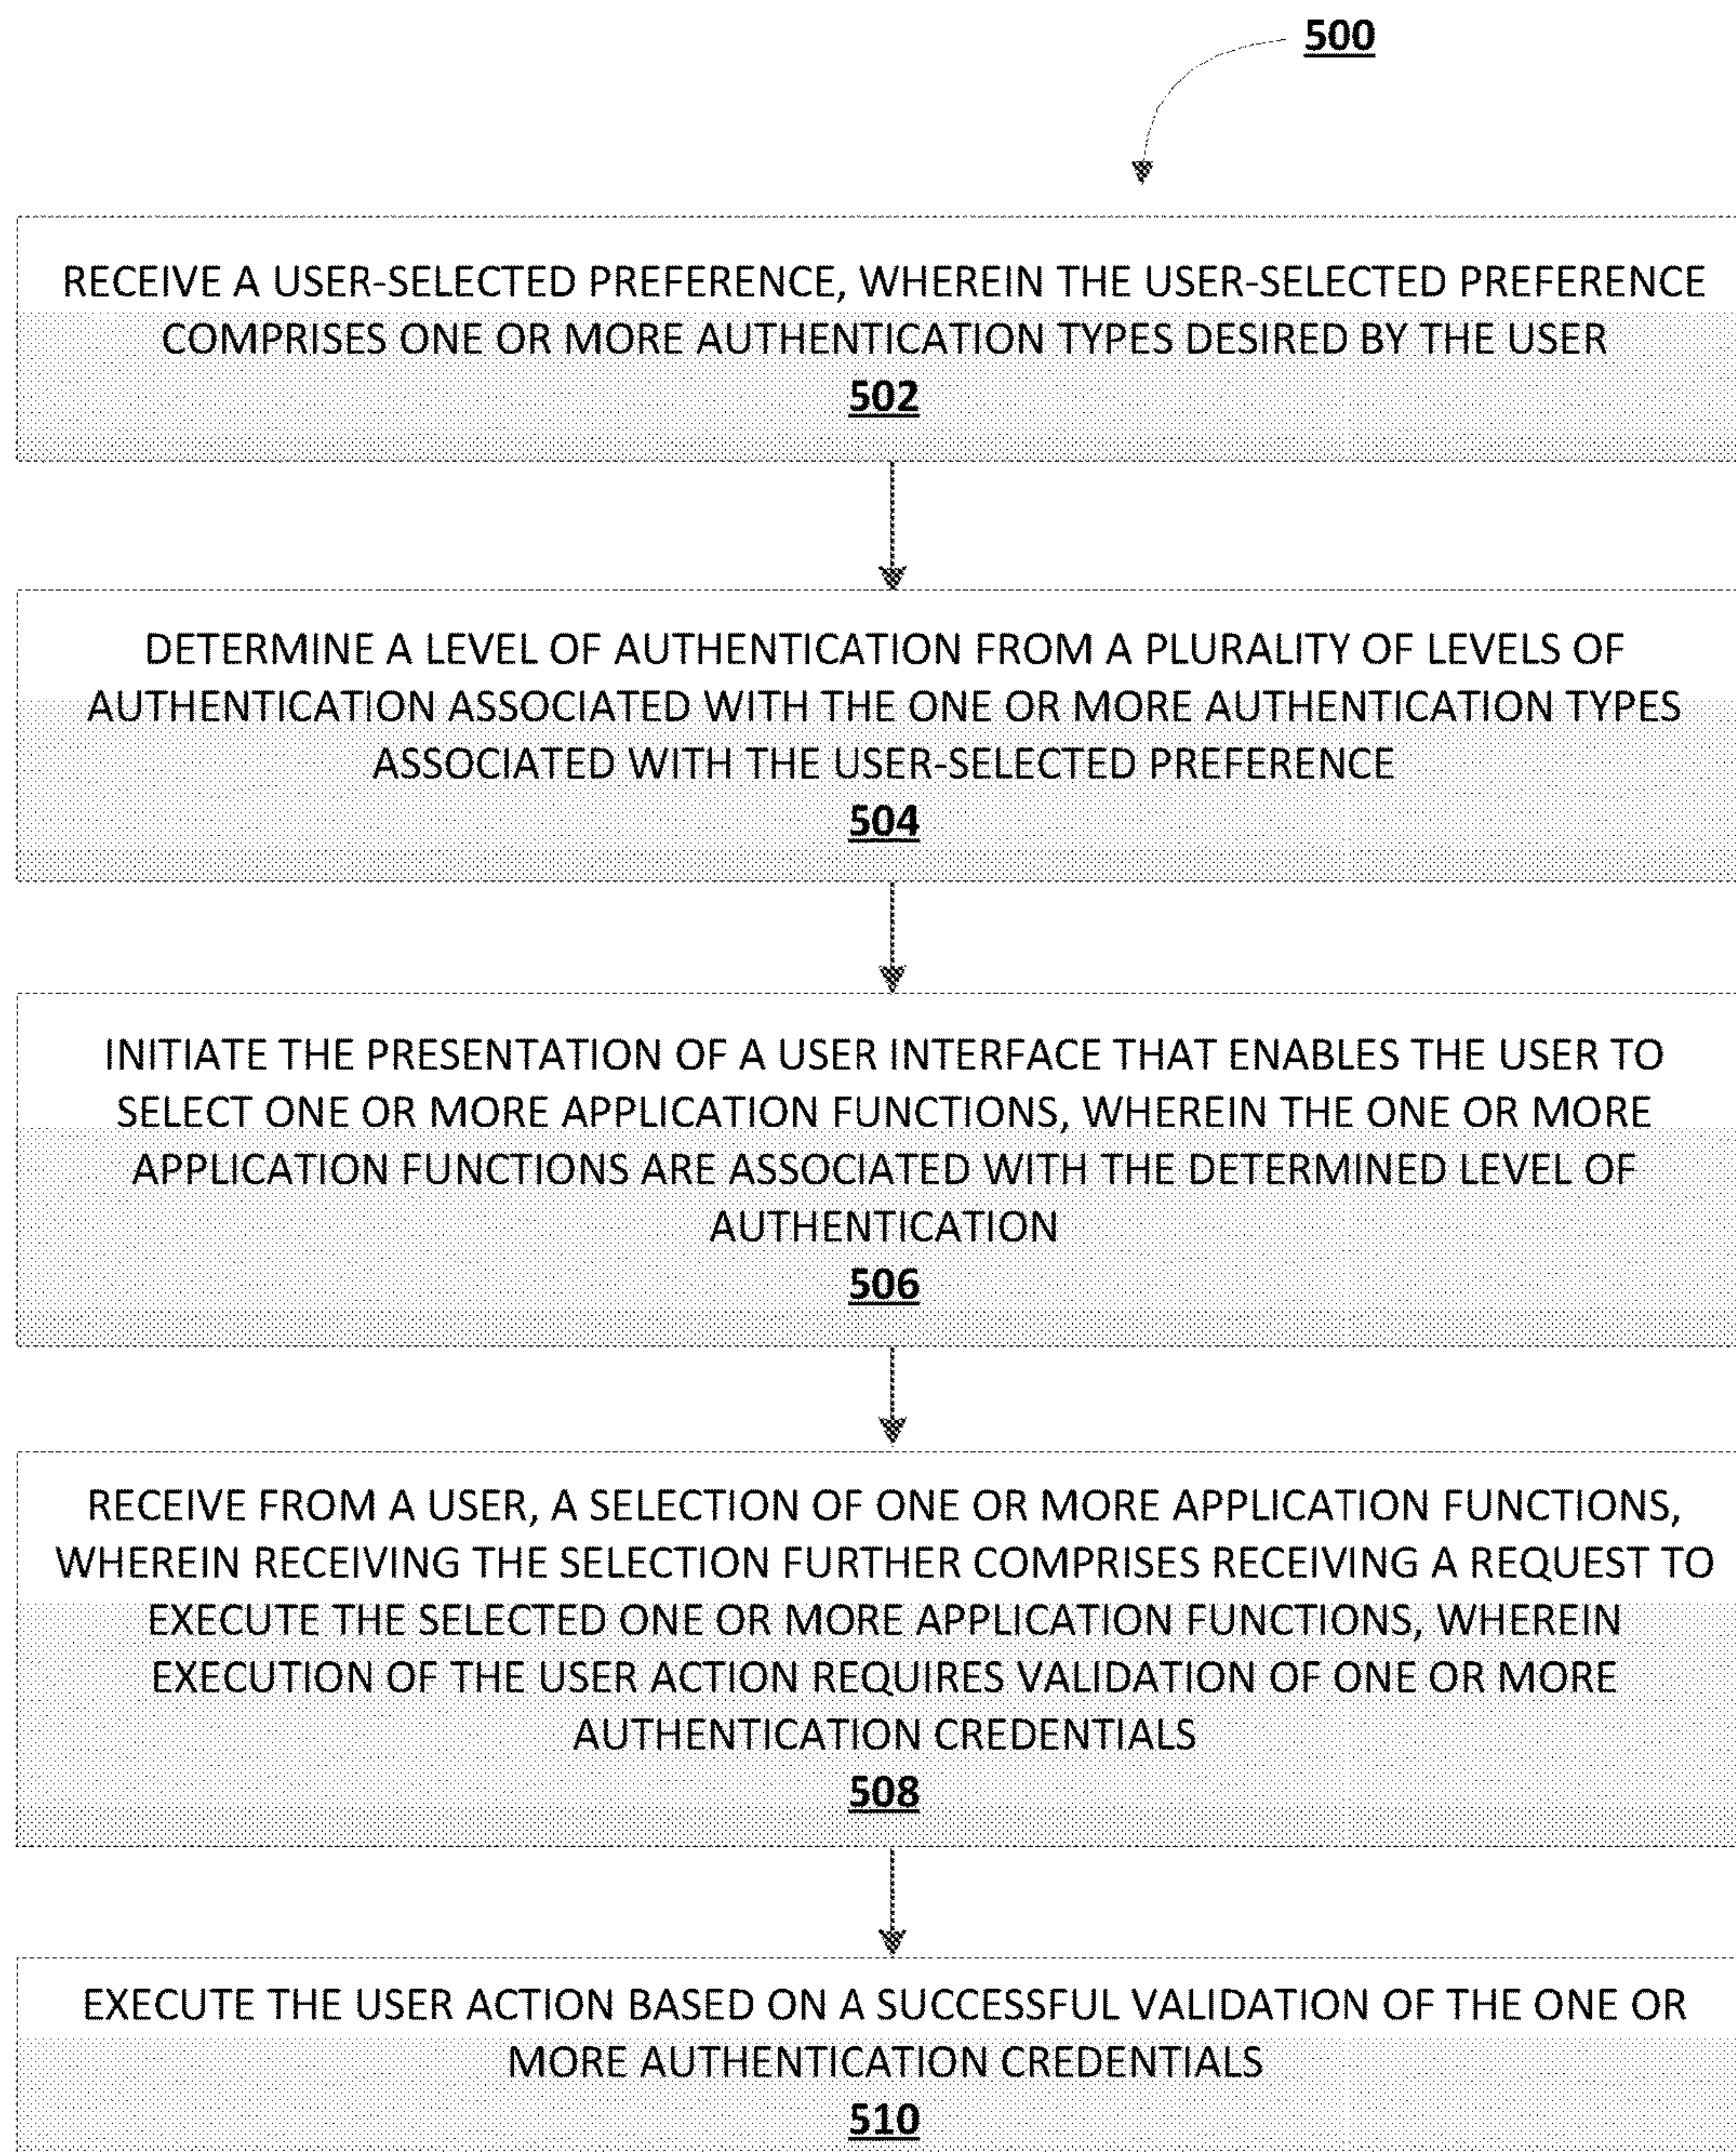 500
RECEIVE A USER-SELECTED PREFERENCE, WHEREIN THE USER-SELECTED PREFERENCE
COMPRISES ONE OR MORE AUTHENTICATION TYPES DESIRED BY THE USER
502
DETERMINE A LEVEL OF AUTHENTICATION FROM A PLURALITY OF LEVELS OF
AUTHENTICATION ASSOCIATED WITH THE ONE OR MORE AUTHENTICATION TYPES
ASSOCIATED WITH THE USER-SELECTED PREFERENCE
504
INITIATE THE PRESENTATION OF A USER INTERFACE THAT ENABLES THE USER TO
SELECT ONE OR MORE APPLICATION FUNCTIONS, WHEREIN THE ONE OR MORE
APPLICATION FUNCTIONS ARE ASSOCIATED WITH THE DETERMINED LEVEL OF
AUTHENTICATION
506
RECEIVE FROM A USER, A SELECTION OF ONE OR MORE APPLICATION FUNCTIONS,
WHEREIN RECEIVING THE SELECTION FURTHER COMPRISES RECEIVING A REQUEST TO
EXECUTE THE SELECTED ONE OR MORE APPLICATION FUNCTIONS, WHEREIN
EXECUTION OF THE USER ACTION REQUIRES VALIDATION OF ONE OR MORE
AUTHENTICATION CREDENTIALS
508
EXECUTE THE USER ACTION BASED ON A SUCCESSFUL VALIDATION OF THE ONE OR
MORE AUTHENTICATION CREDENTIALS
510